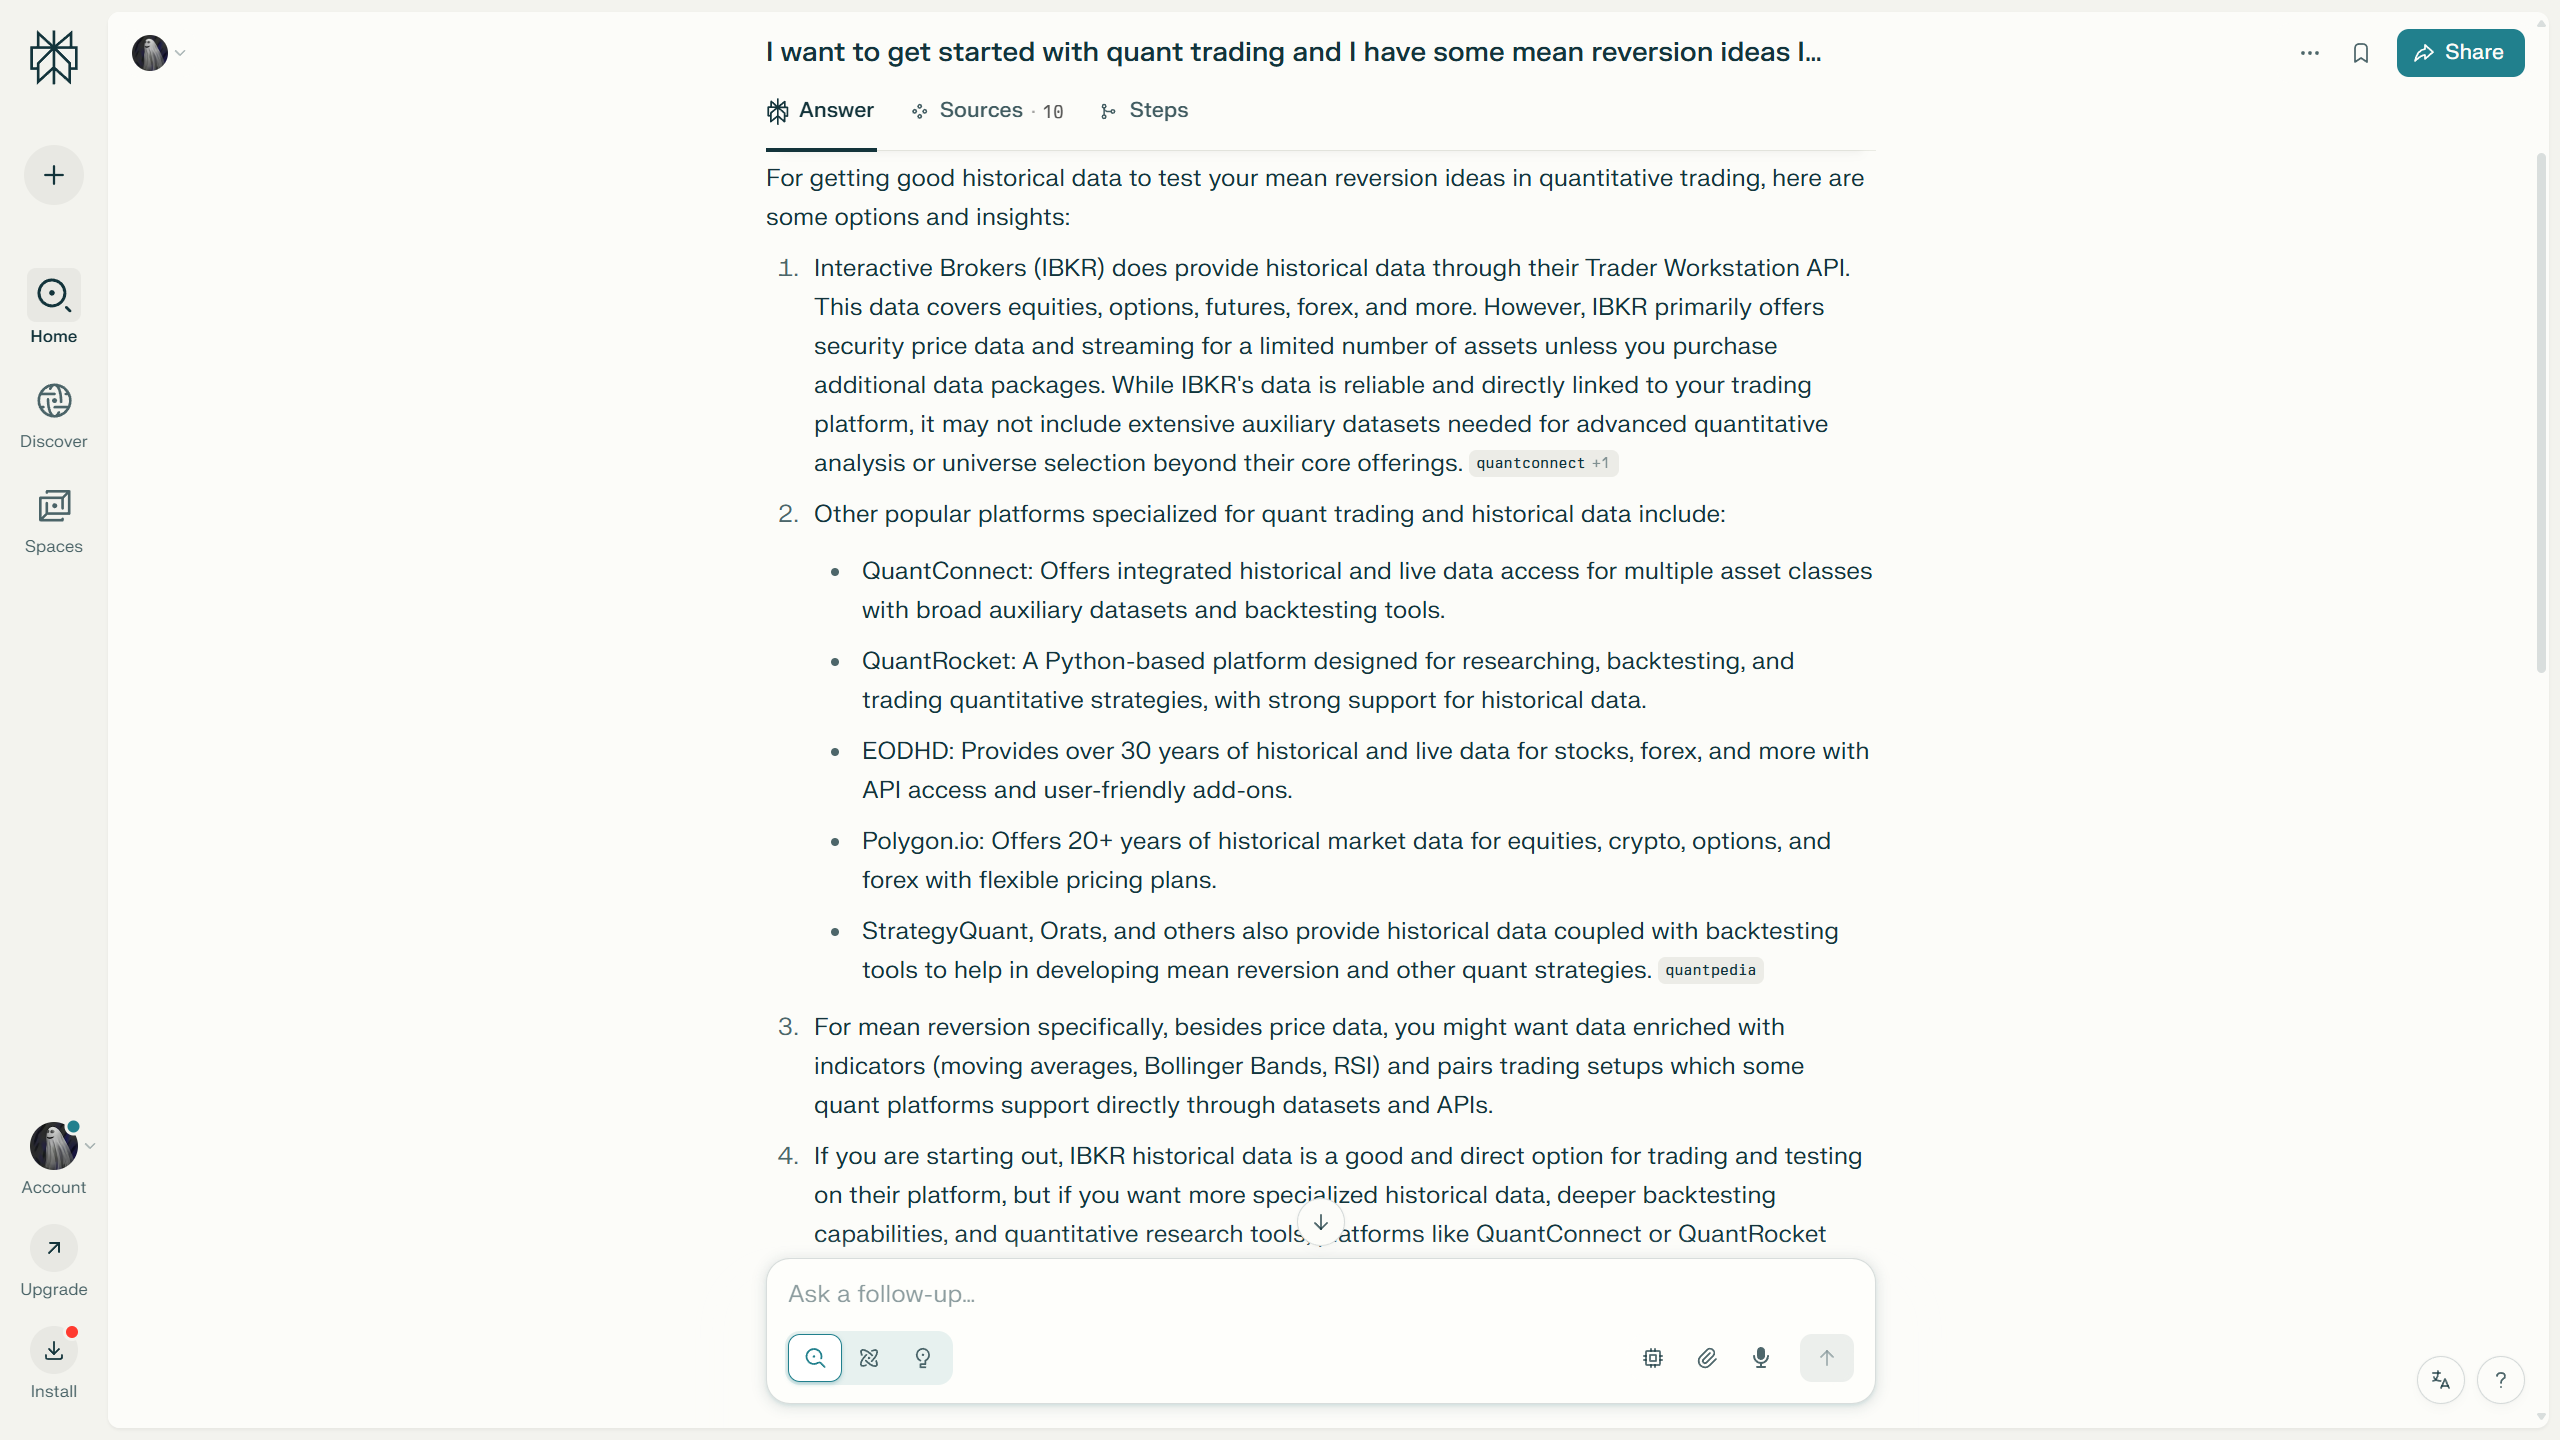 I want to get started with quant trading and I have some mean reversion ideas I...
Share
Answer
Sources · 10
Steps
Home
Discover
Spaces
Account
Upgrade
Install
For getting good historical data to test your mean reversion ideas in quantitative trading, here are
some options and insights:
1. Interactive Brokers (IBKR) does provide historical data through their Trader Workstation API.
This data covers equities, options, futures, forex, and more. However, IBKR primarily offers
security price data and streaming for a limited number of assets unless you purchase
additional data packages. While IBKR's data is reliable and directly linked to your trading
platform, it may not include extensive auxiliary datasets needed for advanced quantitative
analysis or universe selection beyond their core offerings. quantconnect +1
2. Other popular platforms specialized for quant trading and historical data include:
• QuantConnect: Offers integrated historical and live data access for multiple asset classes
with broad auxiliary datasets and backtesting tools.
• QuantRocket: A Python-based platform designed for researching, backtesting, and
trading quantitative strategies, with strong support for historical data.
• EODHD: Provides over 30 years of historical and live data for stocks, forex, and more with
API access and user-friendly add-ons.
• Polygon.io: Offers 20+ years of historical market data for equities, crypto, options, and
forex with flexible pricing plans.
• StrategyQuant, Orats, and others also provide historical data coupled with backtesting
tools to help in developing mean reversion and other quant strategies. quantpedia
3. For mean reversion specifically, besides price data, you might want data enriched with
indicators (moving averages, Bollinger Bands, RSI) and pairs trading setups which some
quant platforms support directly through datasets and APIs.
4. If you are starting out, IBKR historical data is a good and direct option for trading and testing
on their platform, but if you want more specialized historical data, deeper backtesting
capabilities, and quantitative research tools, platforms like QuantConnect or QuantRocket
Ask a follow-up...
?